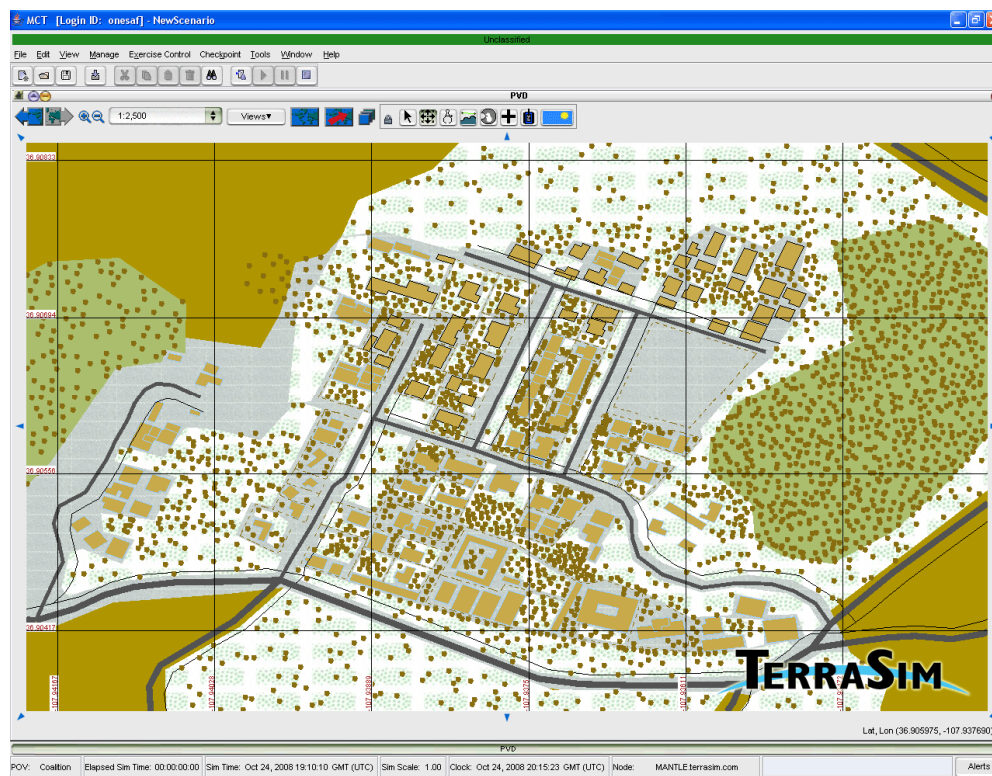 MCT [Login ID: onesaf] - NewScenario
Unclassified
File Edit View Manage Exercise Control Checkpoint Tools Window Help
PVD
1:2,500 Views▾
36.90833
36.90694
36.90556
36.90417
-107.94167 -107.94028 -107.93889 -107.9375 -107.93611
TERRASIM
Lat, Lon (36.905975, -107.937690)
PVD
POV: Coalition Elapsed Sim Time: 00:00:00:00 Sim Time: Oct 24, 2008 19:10:10 GMT (UTC) Sim Scale: 1.00 Clock: Oct 24, 2008 20:15:23 GMT (UTC) Node: MANTLE.terrasim.com Alerts